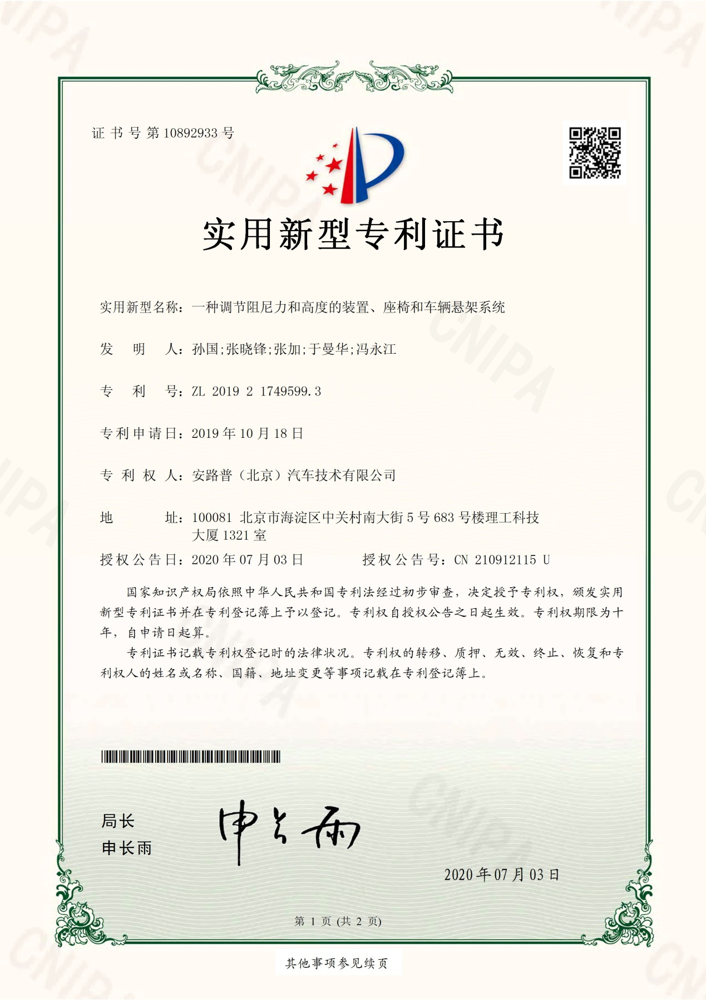 证书号第10892933号
实用新型专利证书
实用新型名称：一种调节阻尼力和高度的装置、座椅和车辆悬架系统
发明人：孙国;张晓锋;张加;于曼华;冯永江
专利号：ZL 2019 2 1749599.3
专利申请日：2019年10月18日
专利权人：安路普（北京）汽车技术有限公司
地址：100081 北京市海淀区中关村南大街5号683号楼理工科技
大厦1321室
授权公告日：2020年07月03日 授权公告号：CN 210912115 U
国家知识产权局依照中华人民共和国专利法经过初步审查，决定授予专利权，颁发实用
新型专利证书并在专利登记簿上予以登记。专利权自授权公告之日起生效。专利权期限为十
年，自申请日起算。
专利证书记载专利权登记时的法律状况。专利权的转移、质押、无效、终止、恢复和专
利权人的姓名或名称、国籍、地址变更等事项记载在专利登记簿上。
局长
申长雨
申长雨
2020年07月03日
第 1 页 (共 2 页)
其他事项参见续页
CNIPA
CNIPA
CNIPA
CNIPA
CNIPA
CNIPA